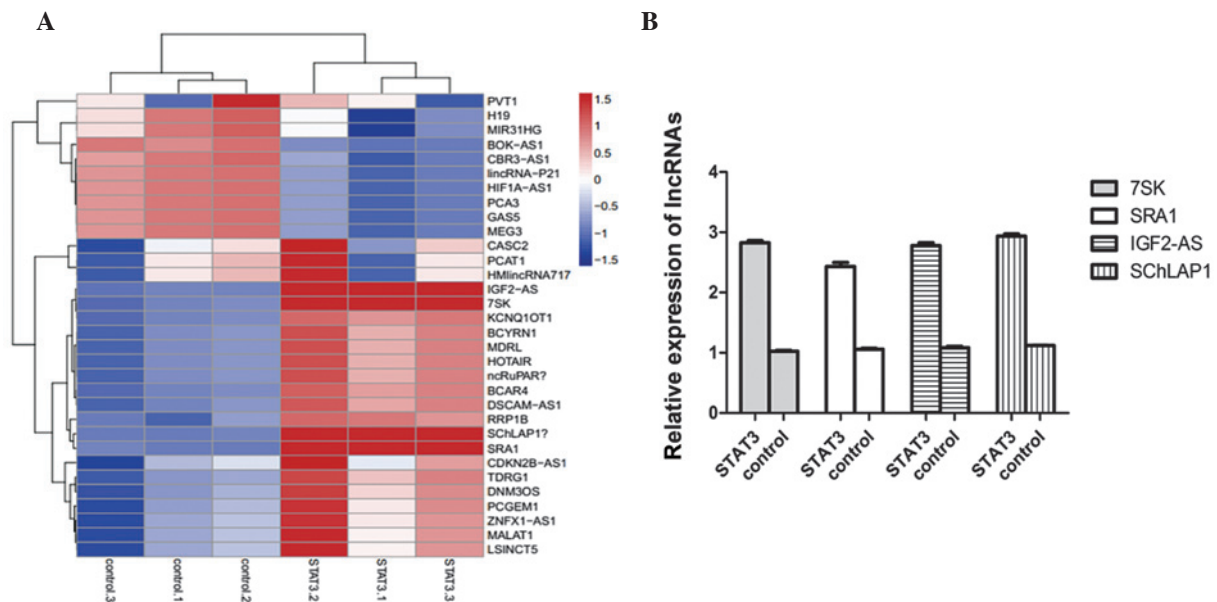 A
B
PVT1
H19
MIR31HG
BOK-AS1
CBR3-AS1
lincRNA-P21
HIF1A-AS1
PCA3
GAS5
MEG3
CASC2
PCAT1
HMlincRNA717
IGF2-AS
7SK
KCNQ1OT1
BCYRN1
MDRL
HOTAIR
ncRuPAR?
BCAR4
DSCAM-AS1
RRP1B
SChLAP1?
SRA1
CDKN2B-AS1
TDRG1
DNM3OS
PCGEM1
ZNFX1-AS1
MALAT1
LSINCT5
control.3
control.1
control.2
STAT3.2
STAT3.1
STAT3.3
1.5
1
0.5
0
-0.5
-1
-1.5
Relative expression of lncRNAs
4
3
2
1
0
STAT3
control
STAT3
control
STAT3
control
STAT3
control
7SK
SRA1
IGF2-AS
SChLAP1